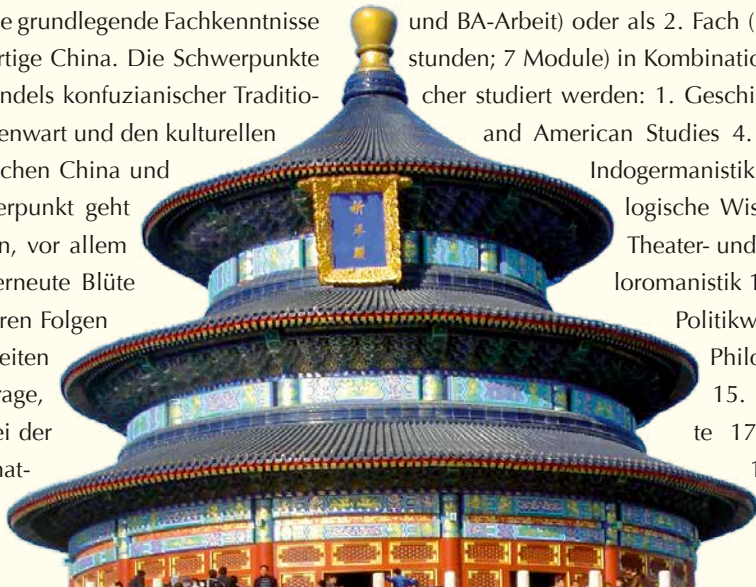 e grundlegende Fachkenntnisse
rtige China. Die Schwerpunkte
ndels konfuzianischer Traditio-
enwart und den kulturellen
chen China und
erpunkt geht
n, vor allem
erneute Blüte
ren Folgen
eiten
rage,
ei der
nat-
祈年殿
und BA-Arbeit) oder als 2. Fach (
stunden; 7 Module) in Kombinatio
cher studiert werden: 1. Geschi
and American Studies 4.
Indogermanistik
logische Wis
Theater- und
loromanistik 1
Politikw
Philo
15.
te 17
1